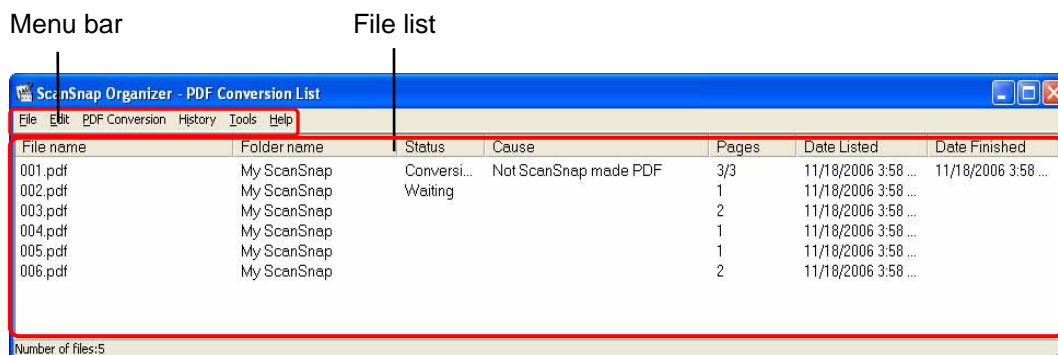 Menu bar File list
ScanSnap Organizer - PDF Conversion List
File Edit PDF Conversion History Tools Help
File name Folder name Status Cause Pages Date Listed Date Finished
001.pdf My ScanSnap Conversi... Not ScanSnap made PDF 3/3 11/18/2006 3:58 ... 11/18/2006 3:58 ...
002.pdf My ScanSnap Waiting 1 11/18/2006 3:58 ...
003.pdf My ScanSnap 2 11/18/2006 3:58 ...
004.pdf My ScanSnap 1 11/18/2006 3:58 ...
005.pdf My ScanSnap 1 11/18/2006 3:58 ...
006.pdf My ScanSnap 2 11/18/2006 3:58 ...
Number of files:5